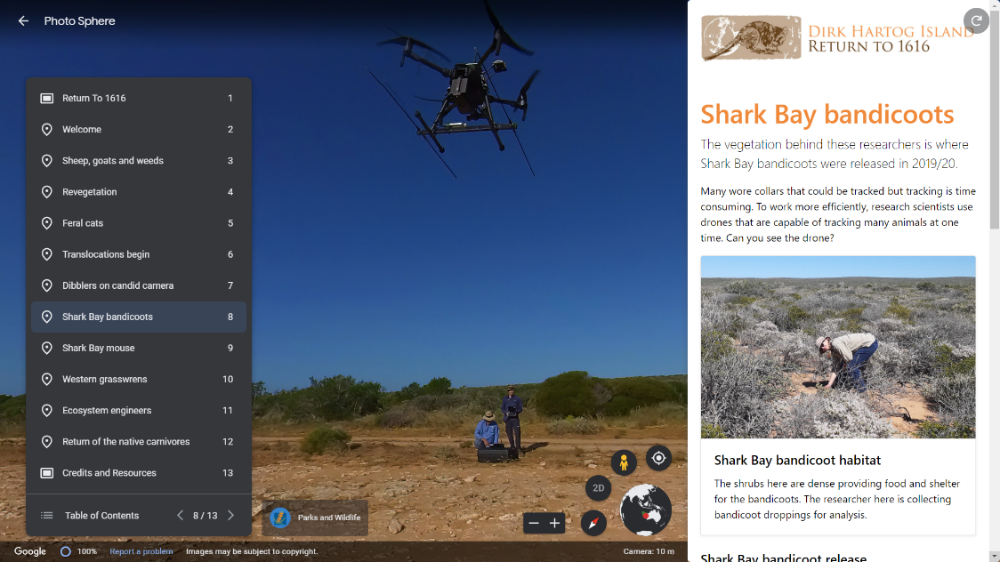 Photo Sphere
Return To 1616 1
Welcome 2
Sheep, goats and weeds 3
Revegetation 4
Feral cats 5
Translocations begin 6
Dibblers on candid camera 7
Shark Bay bandicoots 8
Shark Bay mouse 9
Western grasswrens 10
Ecosystem engineers 11
Return of the native carnivores 12
Credits and Resources 13
Table of Contents 8 / 13
Parks and Wildlife
2D
Google 100% Report a problem Images may be subject to copyright. Camera: 10 m
DIRK HARTOG ISLAND
RETURN TO 1616
Shark Bay bandicoots
The vegetation behind these researchers is where
Shark Bay bandicoots were released in 2019/20.
Many wore collars that could be tracked but tracking is time
consuming. To work more efficiently, research scientists use
drones that are capable of tracking many animals at one
time. Can you see the drone?
Shark Bay bandicoot habitat
The shrubs here are dense providing food and shelter
for the bandicoots. The researcher here is collecting
bandicoot droppings for analysis.
Shark Bay bandicoot release